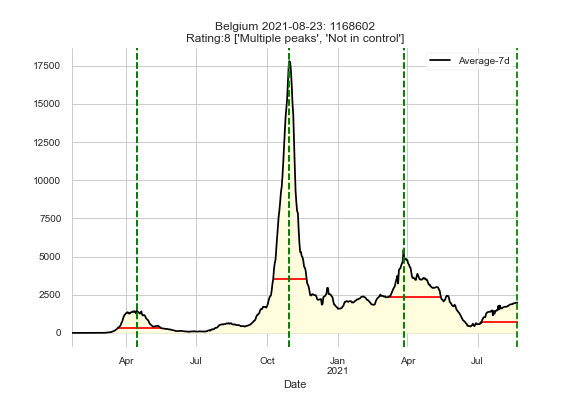 Belgium 2021-08-23: 1168602
Rating:8 ['Multiple peaks', 'Not in control']
Average-7d
17500
15000
12500
10000
7500
5000
2500
0
Apr
Jul
Oct
Jan
2021
Apr
Jul
Date